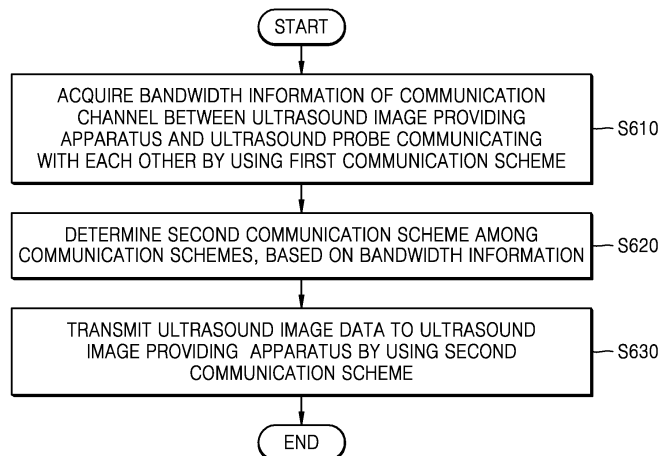 START
ACQUIRE BANDWIDTH INFORMATION OF COMMUNICATION
CHANNEL BETWEEN ULTRASOUND IMAGE PROVIDING
APPARATUS AND ULTRASOUND PROBE COMMUNICATING
WITH EACH OTHER BY USING FIRST COMMUNICATION SCHEME
S610
DETERMINE SECOND COMMUNICATION SCHEME AMONG
COMMUNICATION SCHEMES, BASED ON BANDWIDTH INFORMATION
S620
TRANSMIT ULTRASOUND IMAGE DATA TO ULTRASOUND
IMAGE PROVIDING APPARATUS BY USING SECOND
COMMUNICATION SCHEME
S630
END